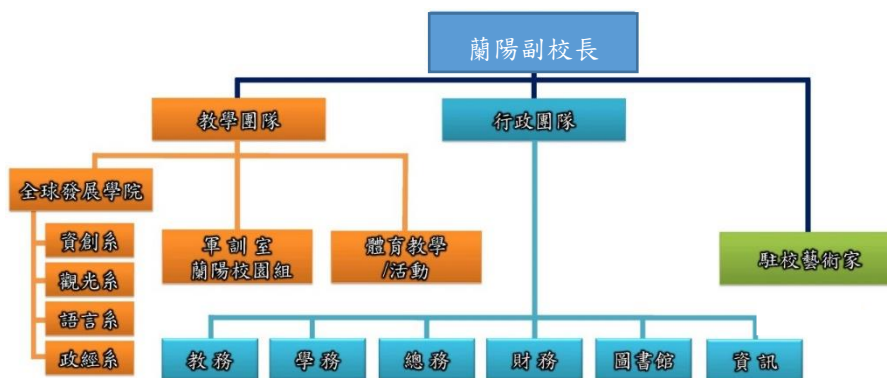 蘭陽副校長
教學團隊
行政團隊
全球發展學院
資創系
觀光系
語言系
政經系
軍訓室
蘭陽校園組
體育教學
/活動
駐校藝術家
教務
學務
總務
財務
圖書館
資訊